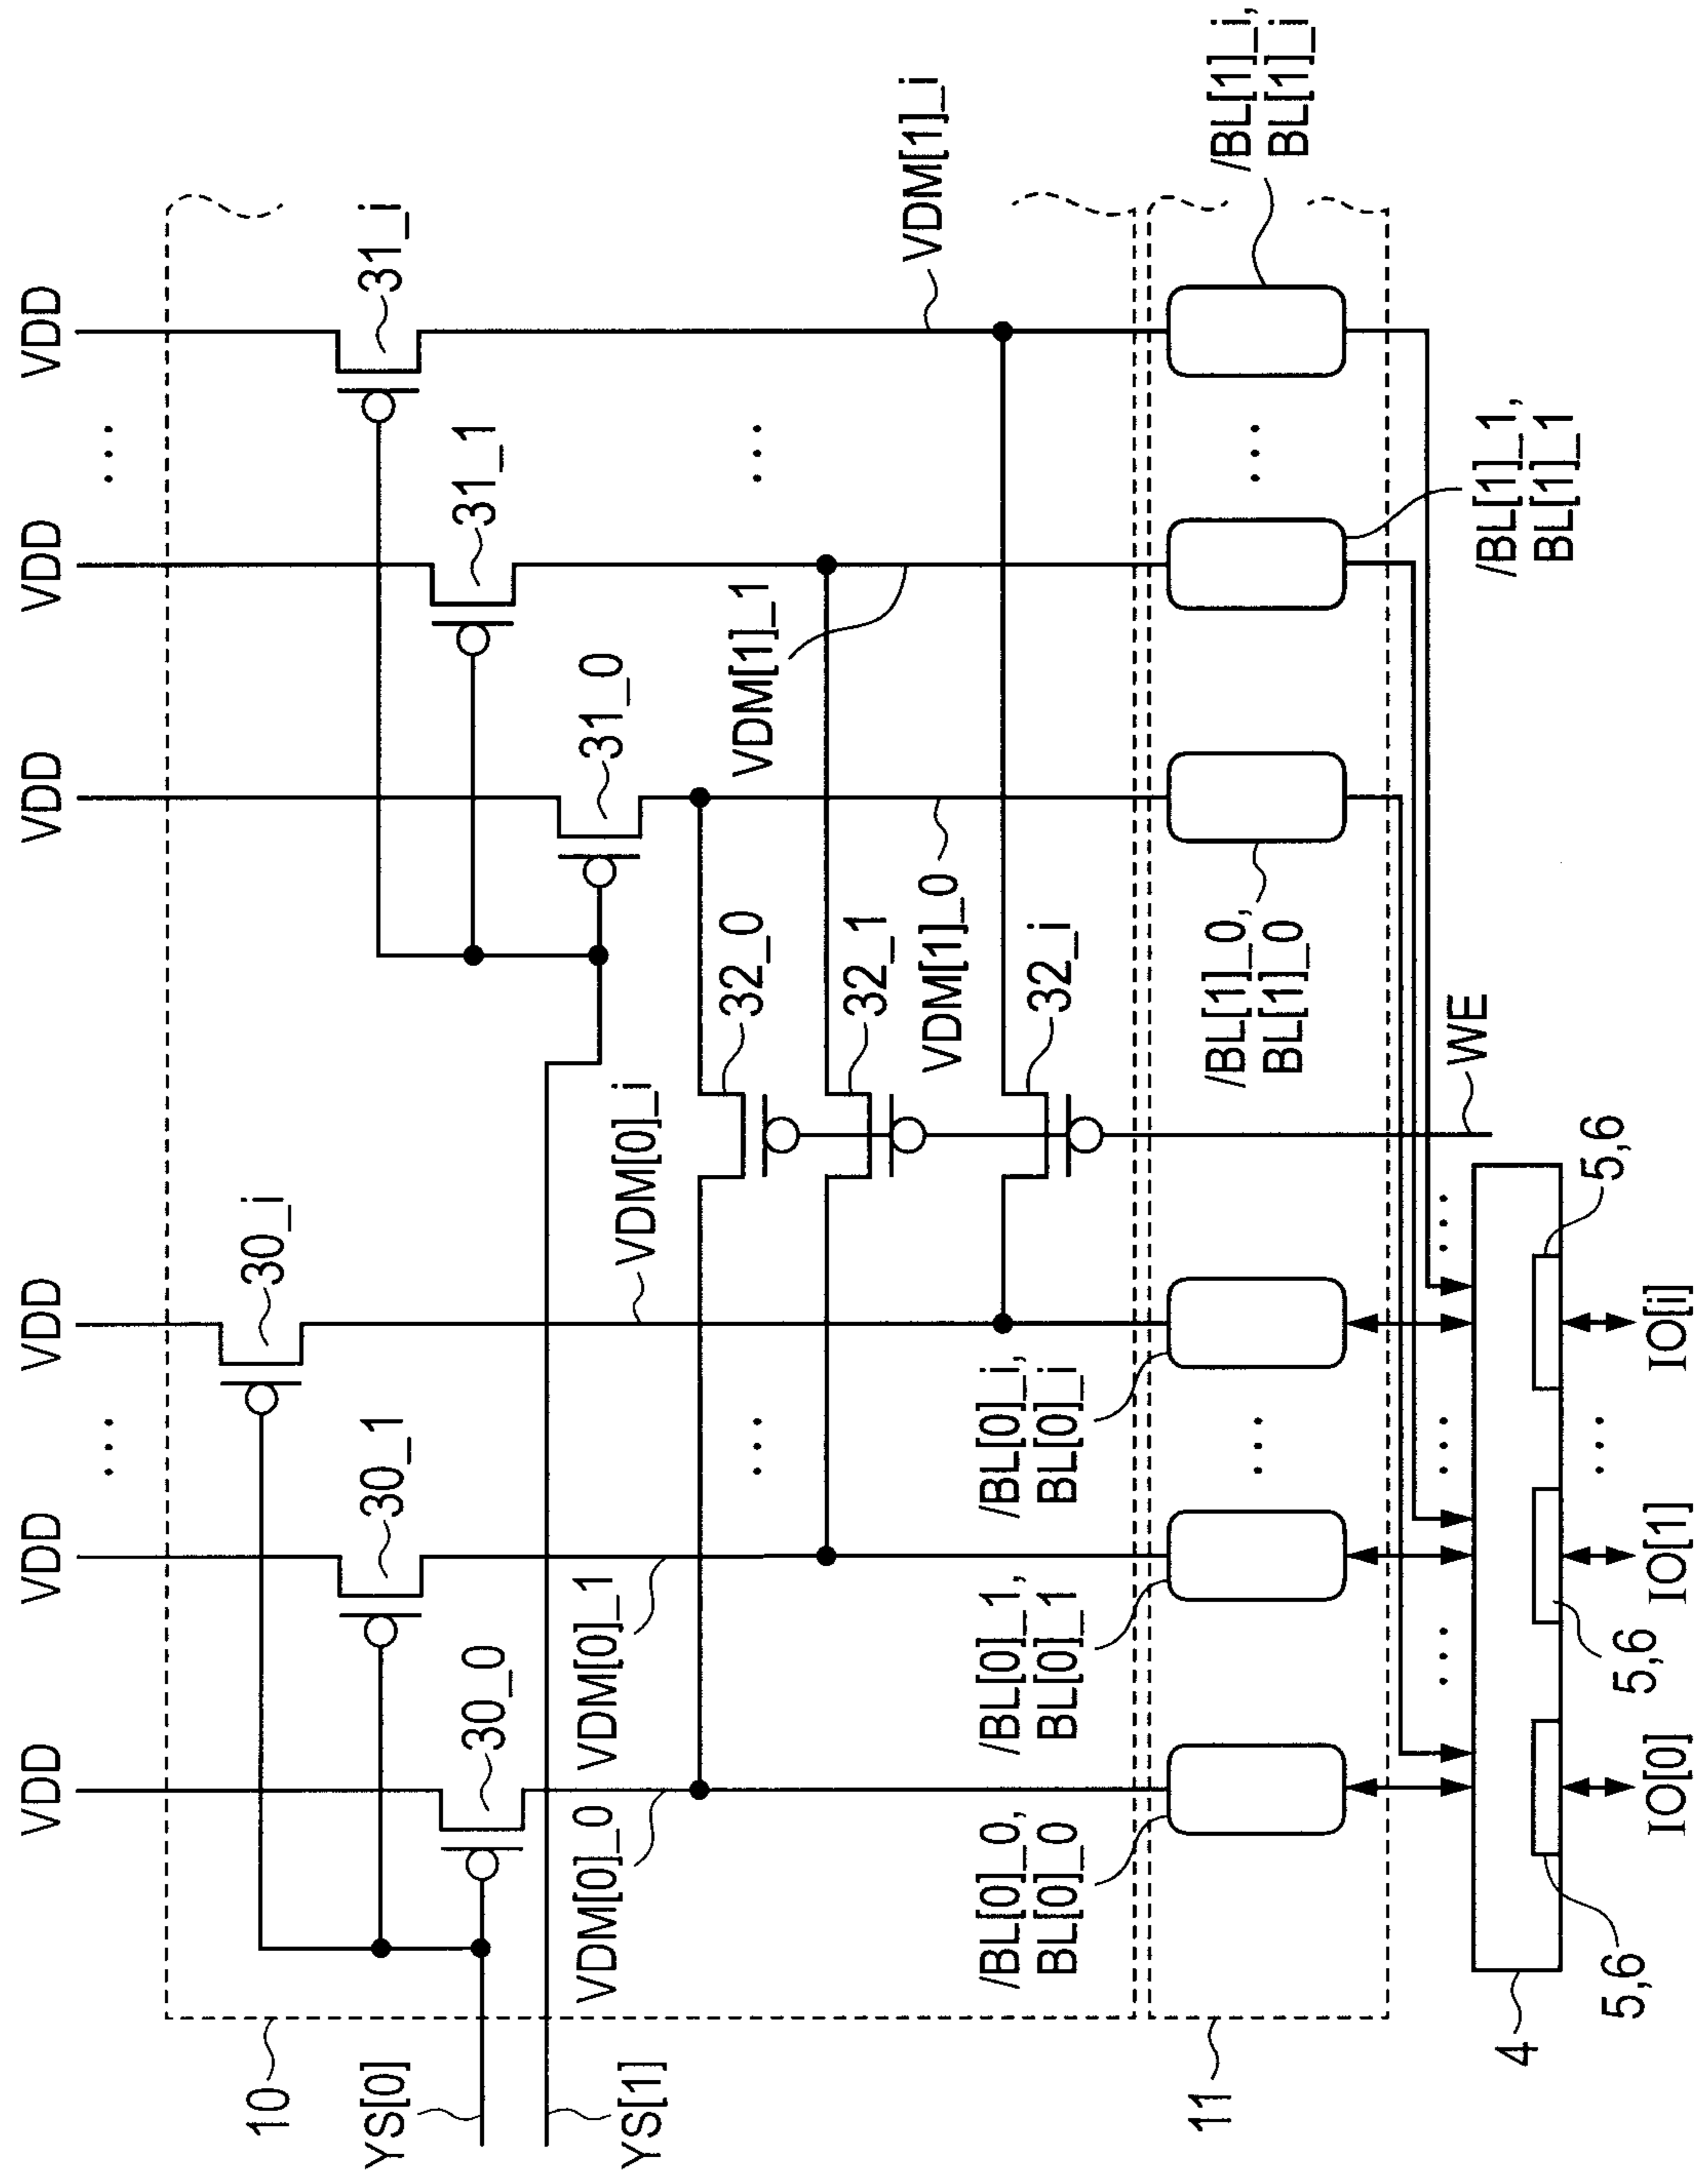 VDD
VDD
VDD
VDD
VDD
VDD
...
...
10
30_i
30_1
30_0
31_i
31_1
31_0
YS[0]
YS[1]
VDM[0]_0
VDM[0]_1
VDM[0]_i
32_0
32_1
32_i
...
...
VDM[1]_0
VDM[1]_1
VDM[1]_i
/BL[0]_0,
BL[0]_0
/BL[0]_1,
BL[0]_1
/BL[0]_i,
BL[0]_i
/BL[1]_0,
BL[1]_0
/BL[1]_1,
BL[1]_1
/BL[1]_i,
BL[1]_i
11
...
...
WE
...
...
...
4
5,6
5,6
5,6
IO[0]
IO[1]
...
IO[i]